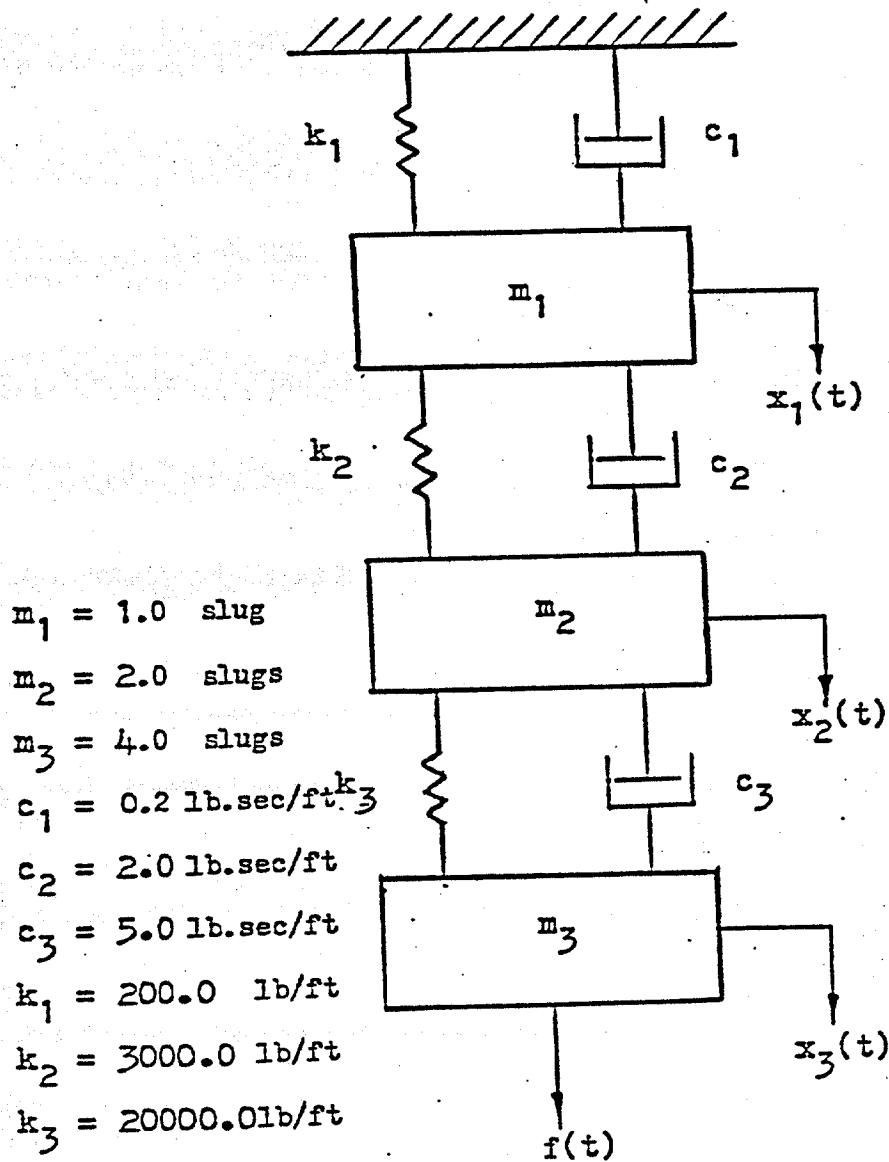 k₁
c₁
m₁
x₁(t)
k₂
c₂
m₂
x₂(t)
k₃
c₃
m₃
x₃(t)
f(t)
m₁ = 1.0 slug
m₂ = 2.0 slugs
m₃ = 4.0 slugs
c₁ = 0.2 lb.sec/ft
c₂ = 2.0 lb.sec/ft
c₃ = 5.0 lb.sec/ft
k₁ = 200.0 lb/ft
k₂ = 3000.0 lb/ft
k₃ = 20000.0lb/ft